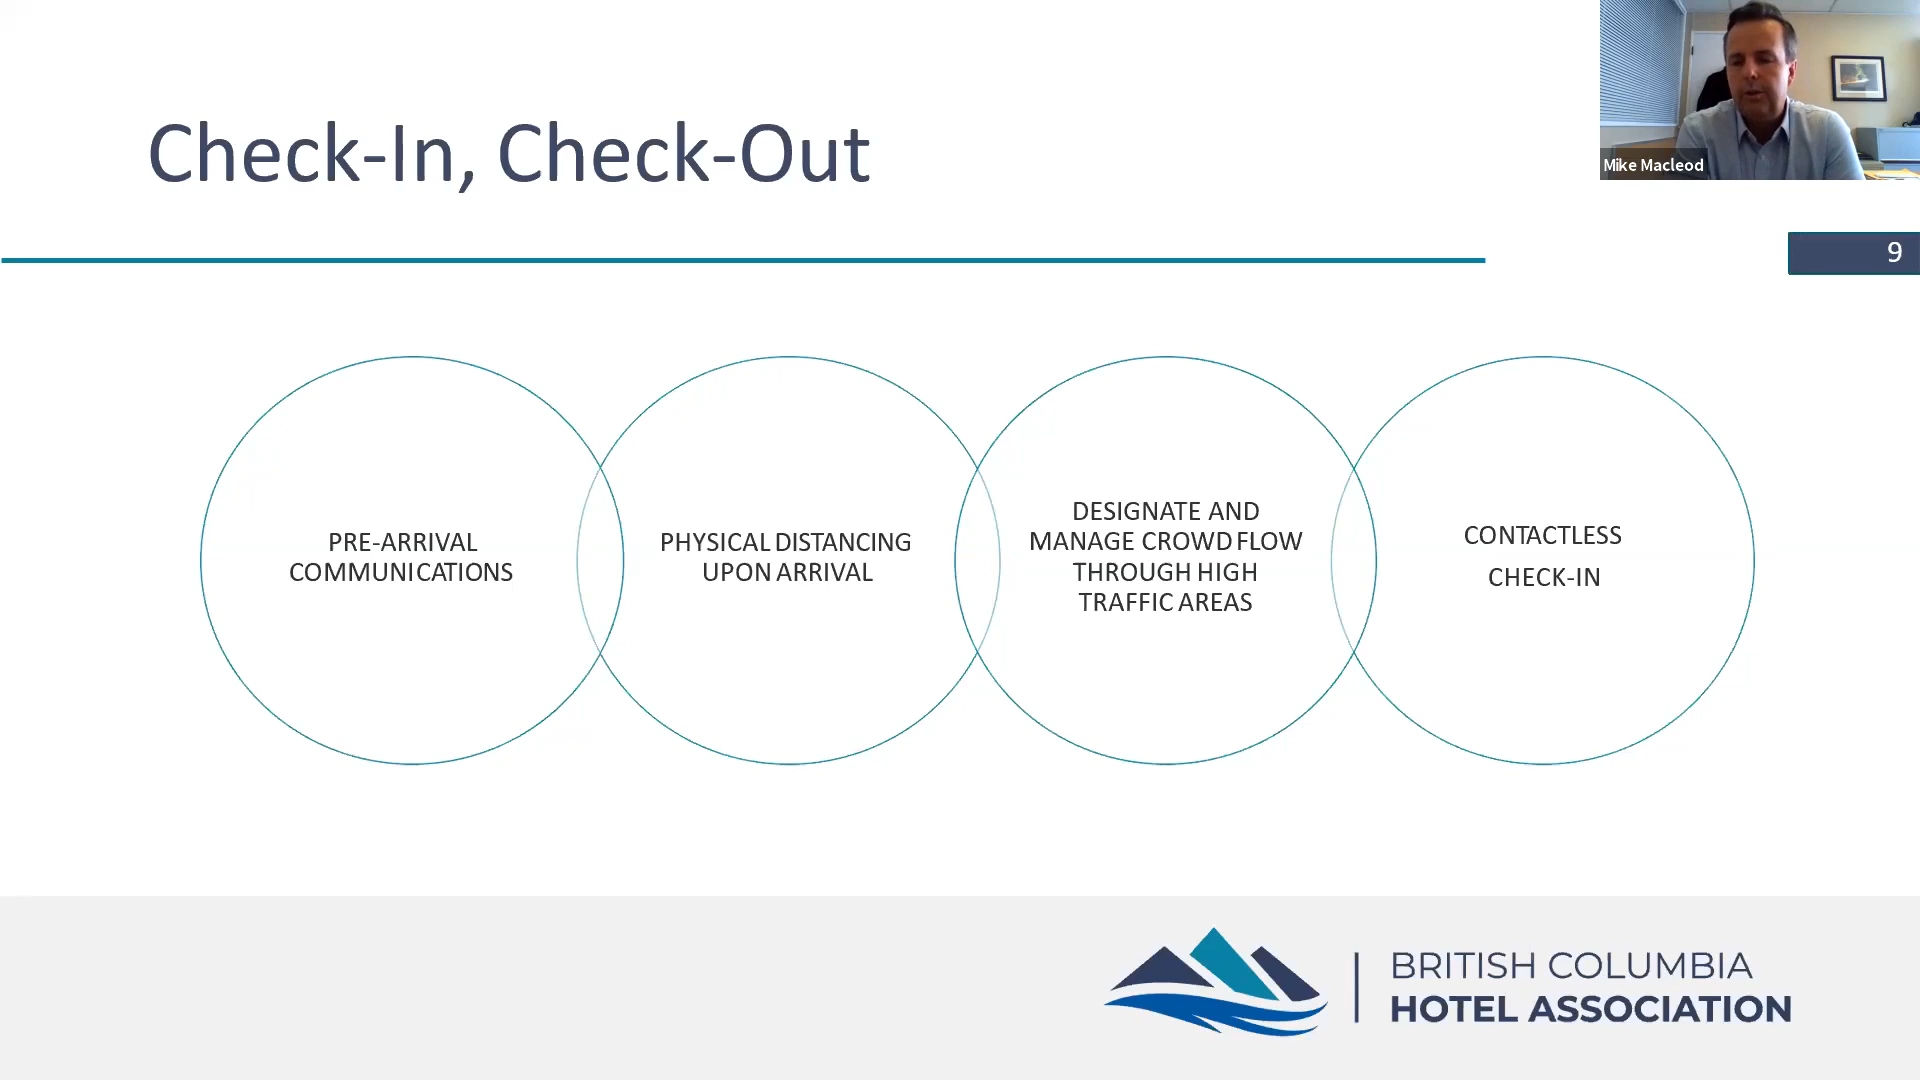 Check-In, Check-Out
Mike Macleod
9
PRE-ARRIVAL
COMMUNICATIONS
PHYSICAL DISTANCING
UPON ARRIVAL
DESIGNATE AND
MANAGE CROWD FLOW
THROUGH HIGH
TRAFFIC AREAS
CONTACTLESS
CHECK-IN
BRITISH COLUMBIA
HOTEL ASSOCIATION